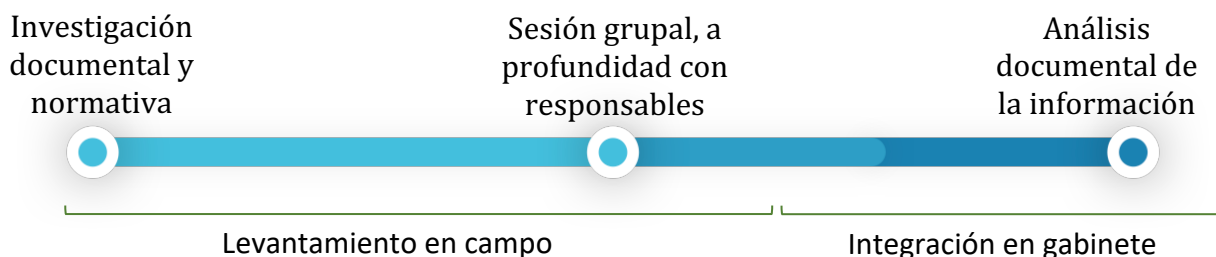 Investigación
documental y
normativa
Sesión grupal, a
profundidad con
responsables
Análisis
documental de
la información
Levantamiento en campo
Integración en gabinete